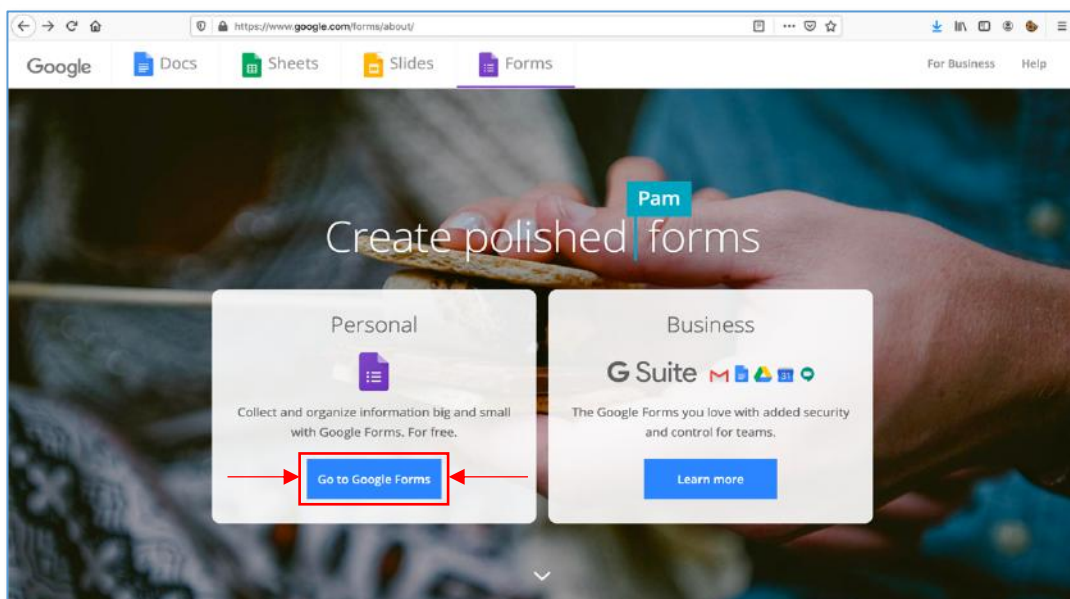 https://www.google.com/forms/about/
Google Docs Sheets Slides Forms For Business Help
Pam
Create polished forms
Personal
Collect and organize information big and small
with Google Forms. For free.
Go to Google Forms
Business
G Suite
31
The Google Forms you love with added security
and control for teams.
Learn more